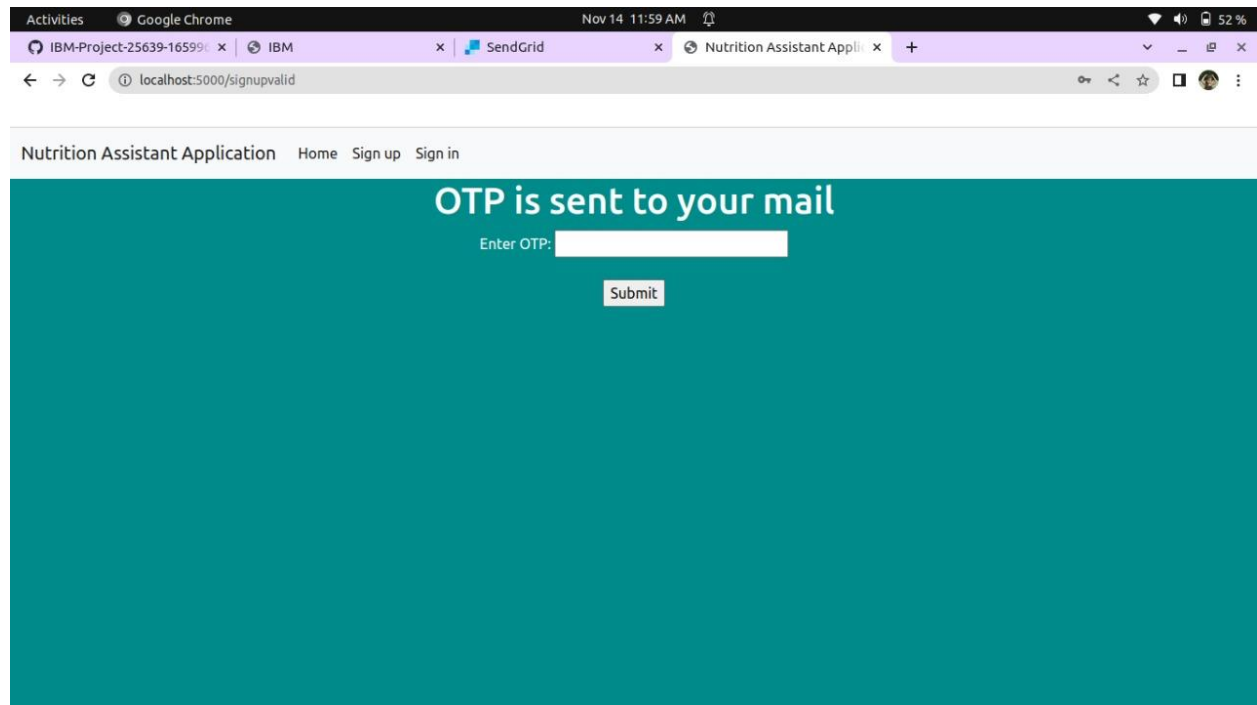 Activities Google Chrome Nov 14 11:59 AM 52 %
IBM-Project-25639-16599 IBM SendGrid Nutrition Assistant Appli
localhost:5000/signupvalid
Nutrition Assistant Application Home Sign up Sign in
OTP is sent to your mail
Enter OTP:
Submit